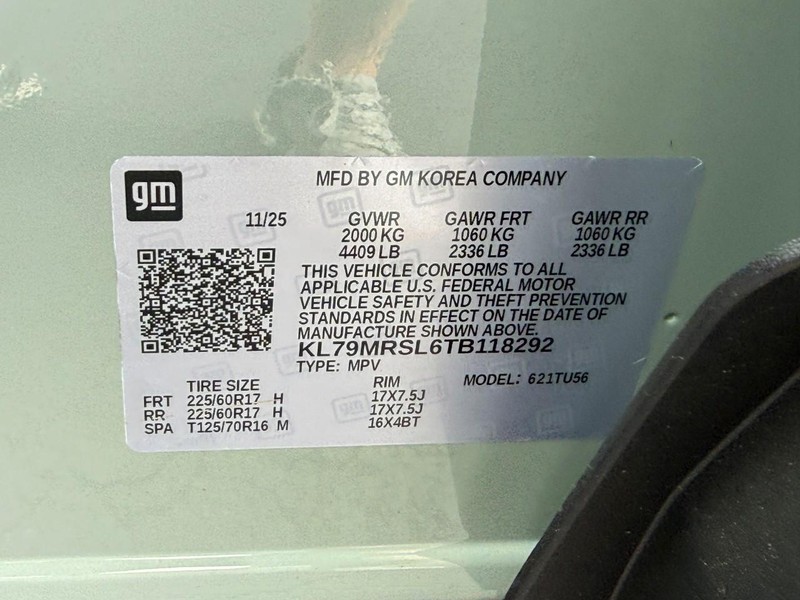 gm
MFD BY GM KOREA COMPANY
11/25 GVWR GAWR FRT GAWR RR
2000 KG 1060 KG 1060 KG
4409 LB 2336 LB 2336 LB
THIS VEHICLE CONFORMS TO ALL
APPLICABLE U.S. FEDERAL MOTOR
VEHICLE SAFETY AND THEFT PREVENTION
STANDARDS IN EFFECT ON THE DATE OF
MANUFACTURE SHOWN ABOVE.
KL79MRSL6TB118292
TYPE: MPV
TIRE SIZE RIM MODEL: 621TU56
FRT 225/60R17 H 17X7.5J
RR 225/60R17 H 17X7.5J
SPA T125/70R16 M 16X4BT